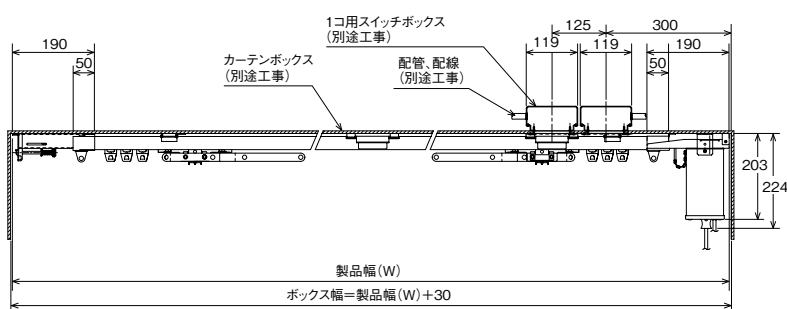 1コ用スイッチボックス
(別途工事)
125
300
190
119
119
190
50
カーテンボックス
(別途工事)
配管、配線
(別途工事)
50
203
224
製品幅(W)
ボックス幅=製品幅(W)+30